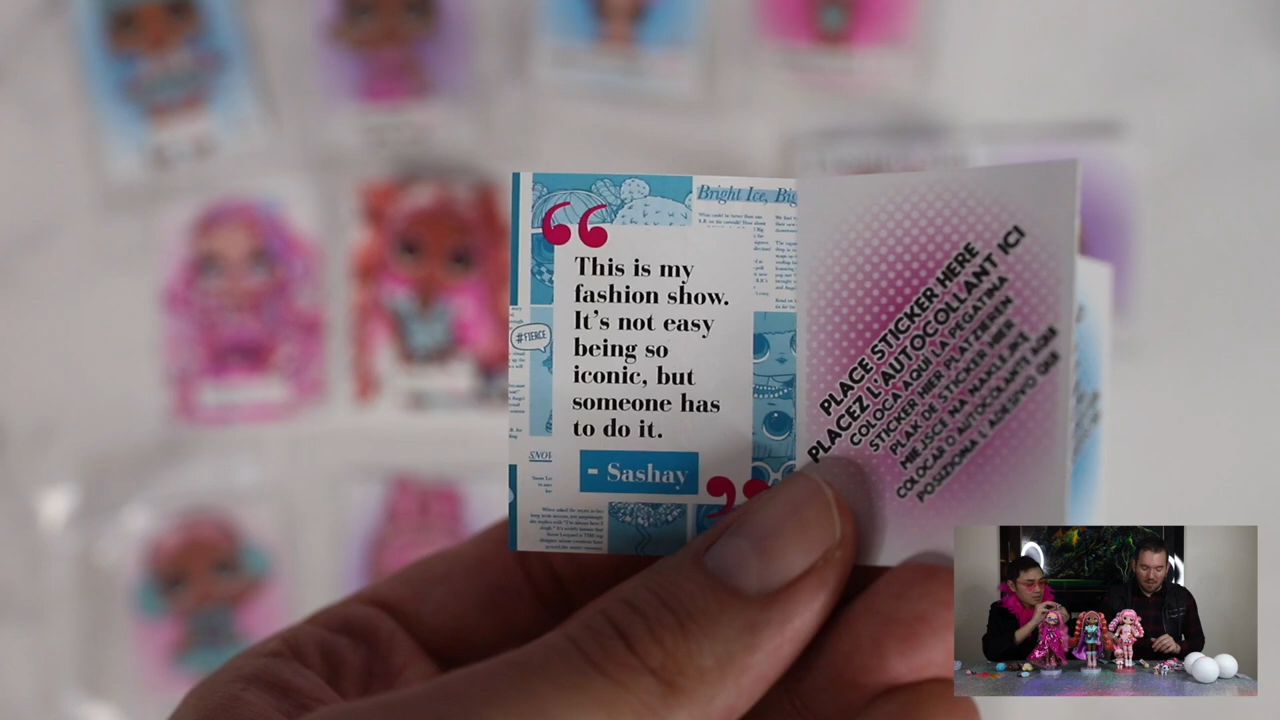 Bright Ice, Big
This is my
fashion show.
It's not easy
being so
iconic, but
someone has
to do it.
- Sashay
#FIERCE
PLACE STICKER HERE
PLACEZ L'AUTOCOLLANT ICI
COLOCA AQUÍ LA PEGATINA
STICKER HIER PLATZIEREN
PLAK DE STICKER HIER
MIEJSCE NA NAKLEJKĘ
COLOCAR O AUTOCOLANTE AQUI
POSIZIONA L'ADESIVO QUI